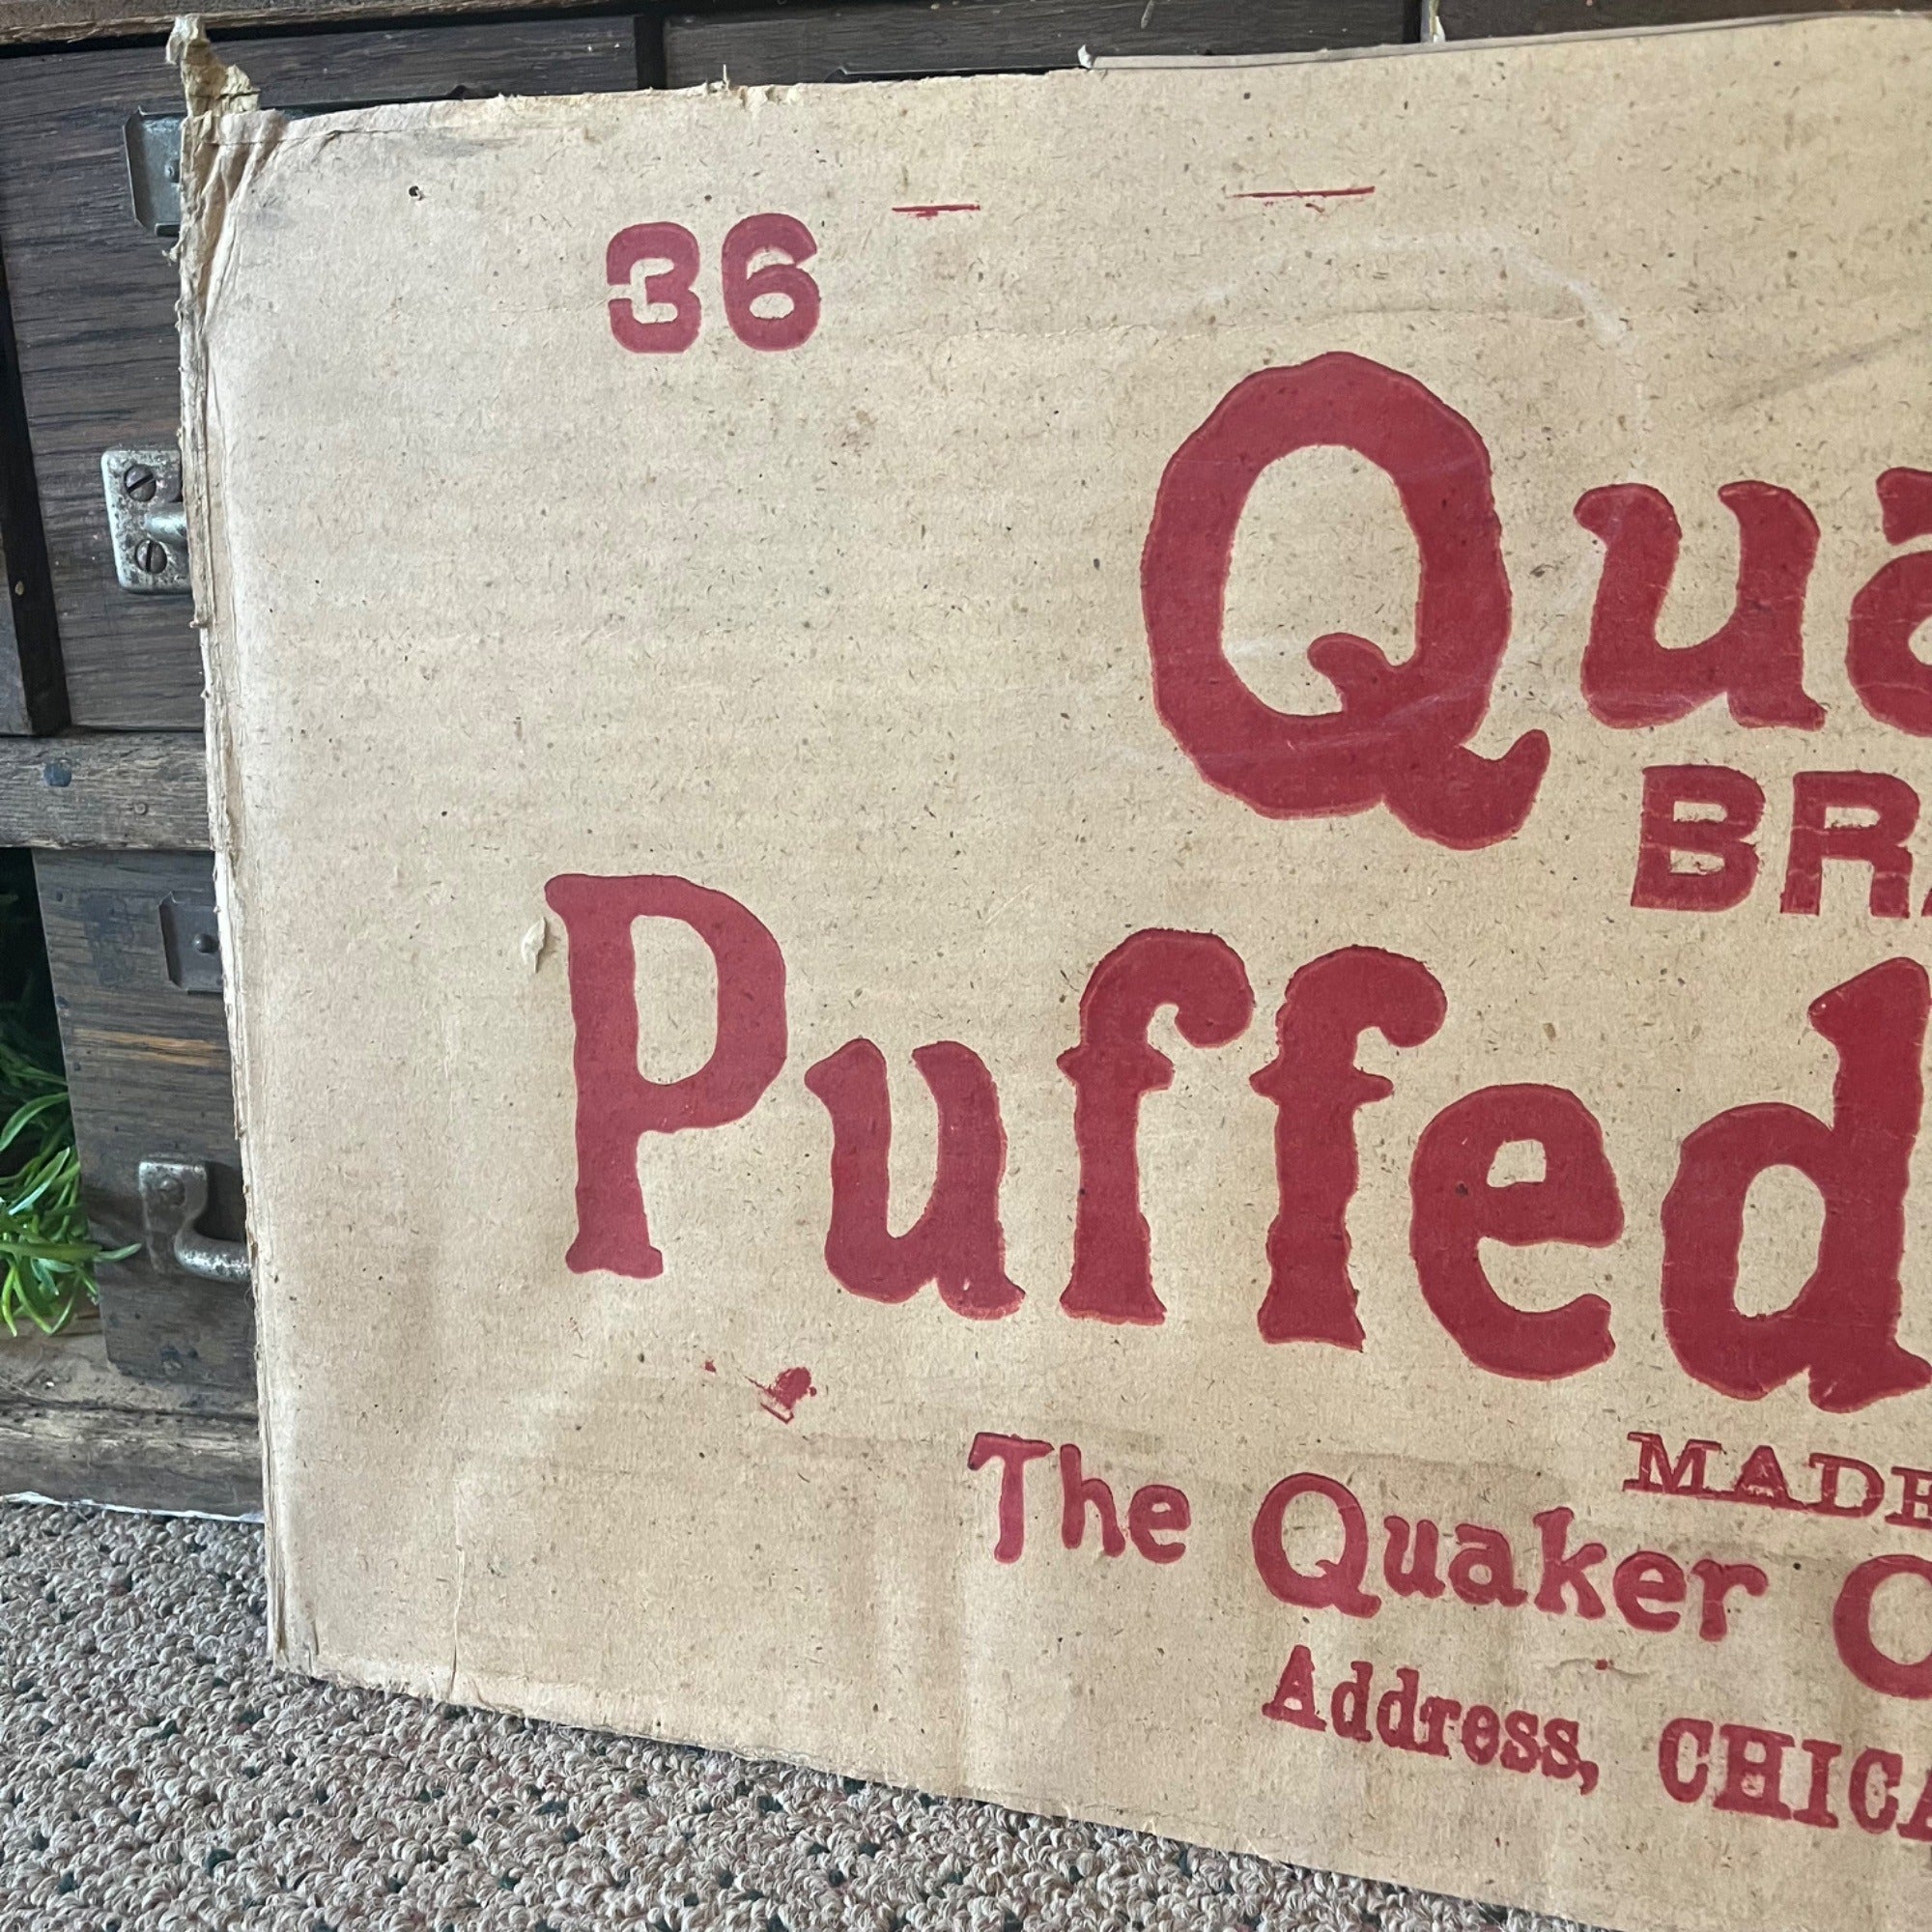 36
Qua
BRA
Puffed
MADE
The Quaker O
Address, CHICA